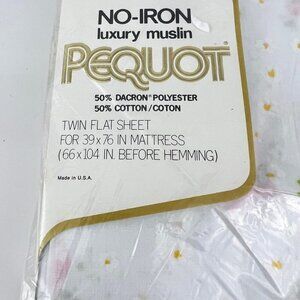 NO-IRON
luxury muslin
PEQUOT®
50% DACRON® POLYESTER
50% COTTON/COTON
TWIN FLAT SHEET
FOR 39 x 76 IN. MATTRESS
(66 x 104 IN. BEFORE HEMMING)
Made in U.S.A.